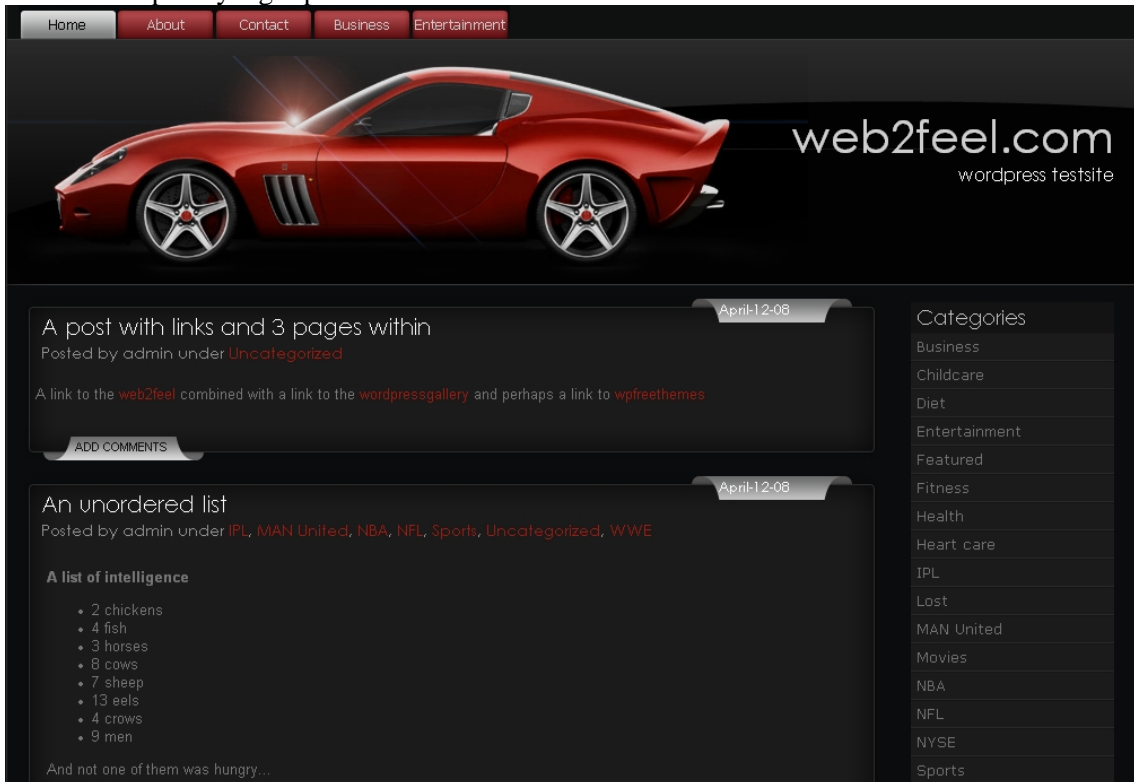 Home About Contact Business Entertainment
web2feel.com
wordpress testsite
April-12-08
A post with links and 3 pages within
Posted by admin under Uncategorized
A link to the web2feel combined with a link to the wordpressgallery and perhaps a link to wpfreethemes
ADD COMMENTS
April-12-08
An unordered list
Posted by admin under IPL, MAN United, NBA, NFL, Sports, Uncategorized, WWE
A list of intelligence
• 2 chickens
• 4 fish
• 3 horses
• 8 cows
• 7 sheep
• 13 eels
• 4 crows
• 9 men
And not one of them was hungry...
Categories
Business
Childcare
Diet
Entertainment
Featured
Fitness
Health
Heart care
IPL
Lost
MAN United
Movies
NBA
NFL
NYSE
Sports